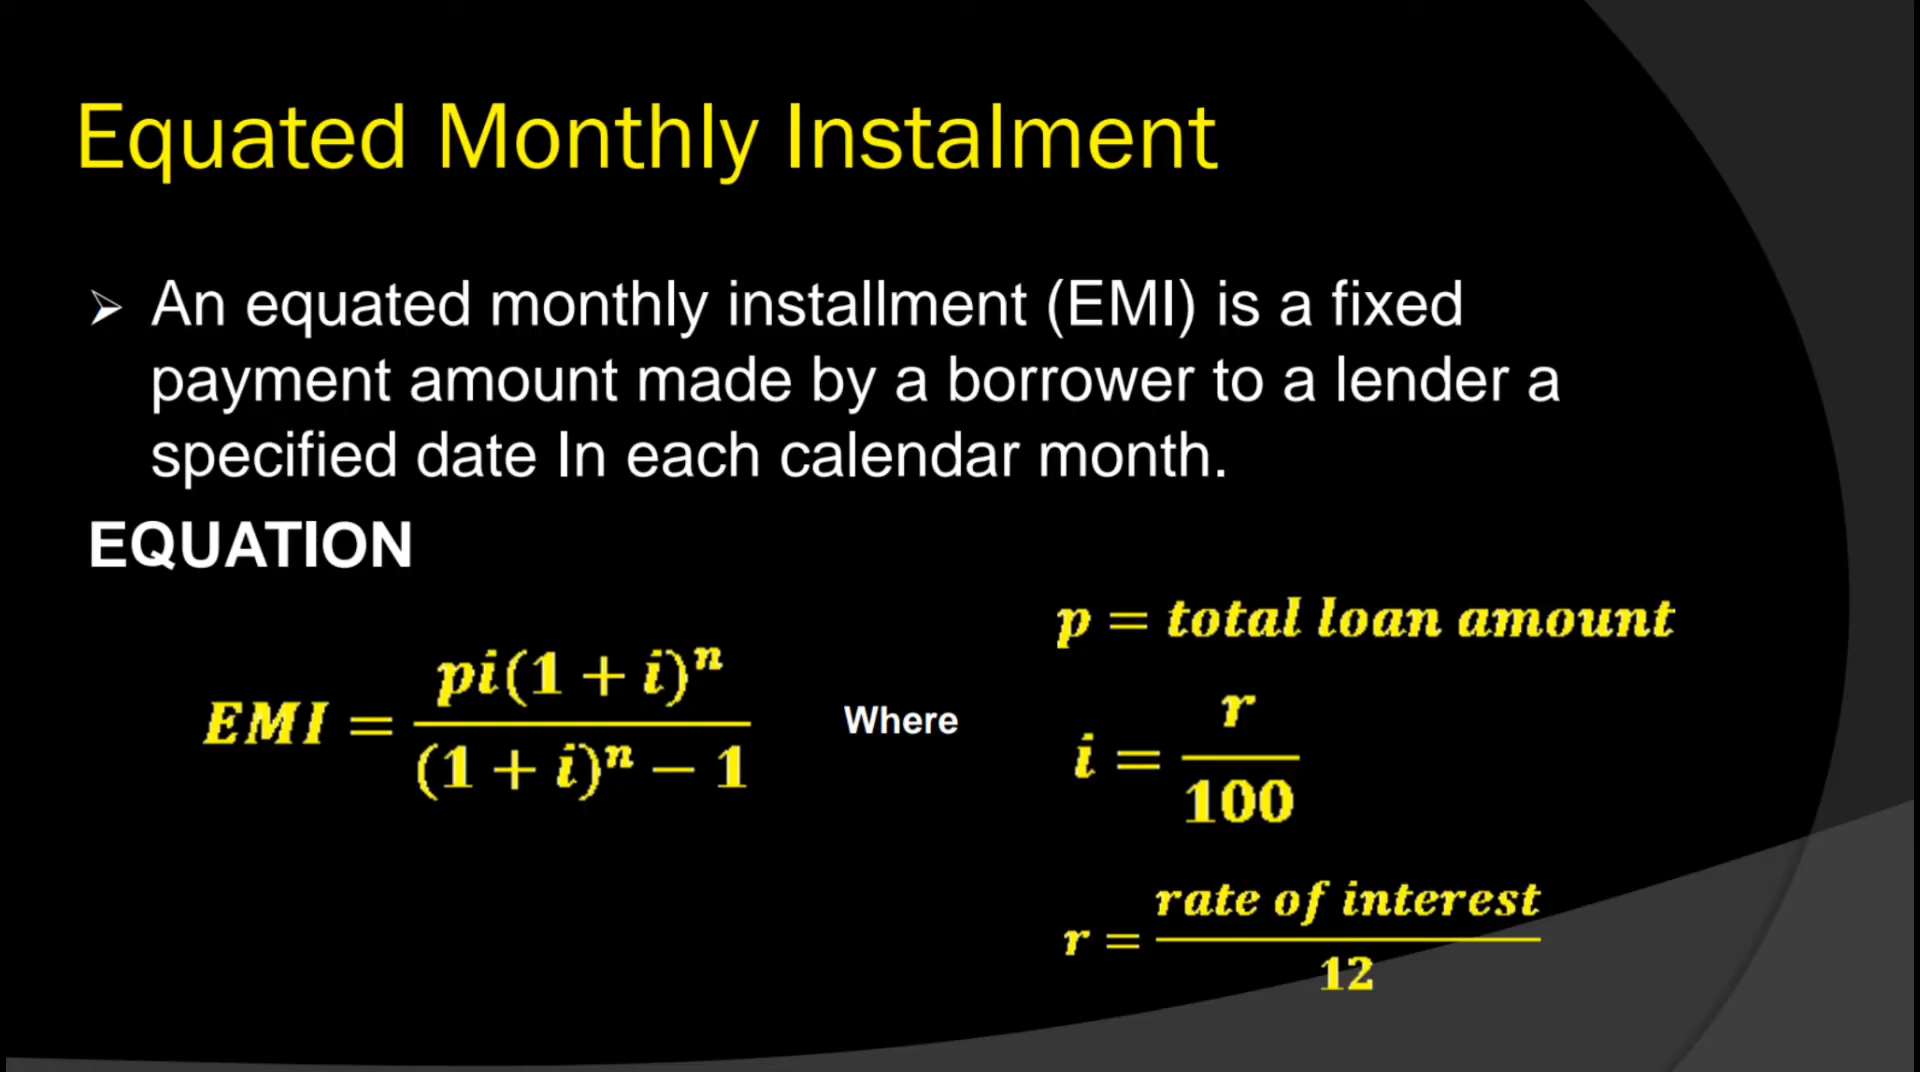 Equated Monthly Instalment
➢ An equated monthly installment (EMI) is a fixed
payment amount made by a borrower to a lender a
specified date In each calendar month.
EQUATION
EMI = pi(1 + i)^n / (1 + i)^n − 1
Where
p = total loan amount
i = r / 100
r = rate of interest / 12